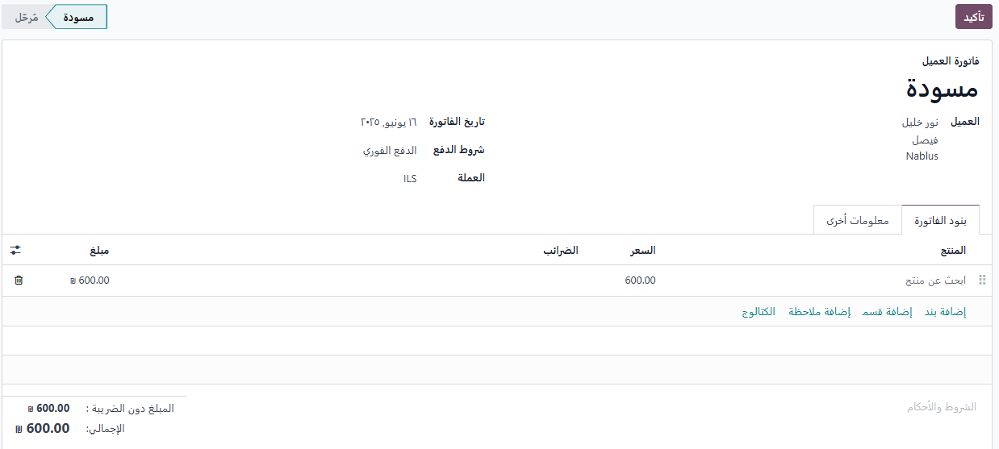 تأكيد
مسودة
مُرحّل
فاتورة العميل
مسودة
العميل
نور خليل
فيصل
Nablus
تاريخ الفاتورة
١٦ يونيو, ٢٠٢٥
شروط الدفع
الدفع الفوري
العملة
ILS
بنود الفاتورة
معلومات أخرى
المنتج السعر الضرائب مبلغ
ابحث عن منتج 600.00 600.00 ₪
إضافة بند إضافة قسم إضافة ملاحظة الكتالوج
الشروط والأحكام
المبلغ دون الضريبة : 600.00 ₪
الإجمالي: 600.00 ₪